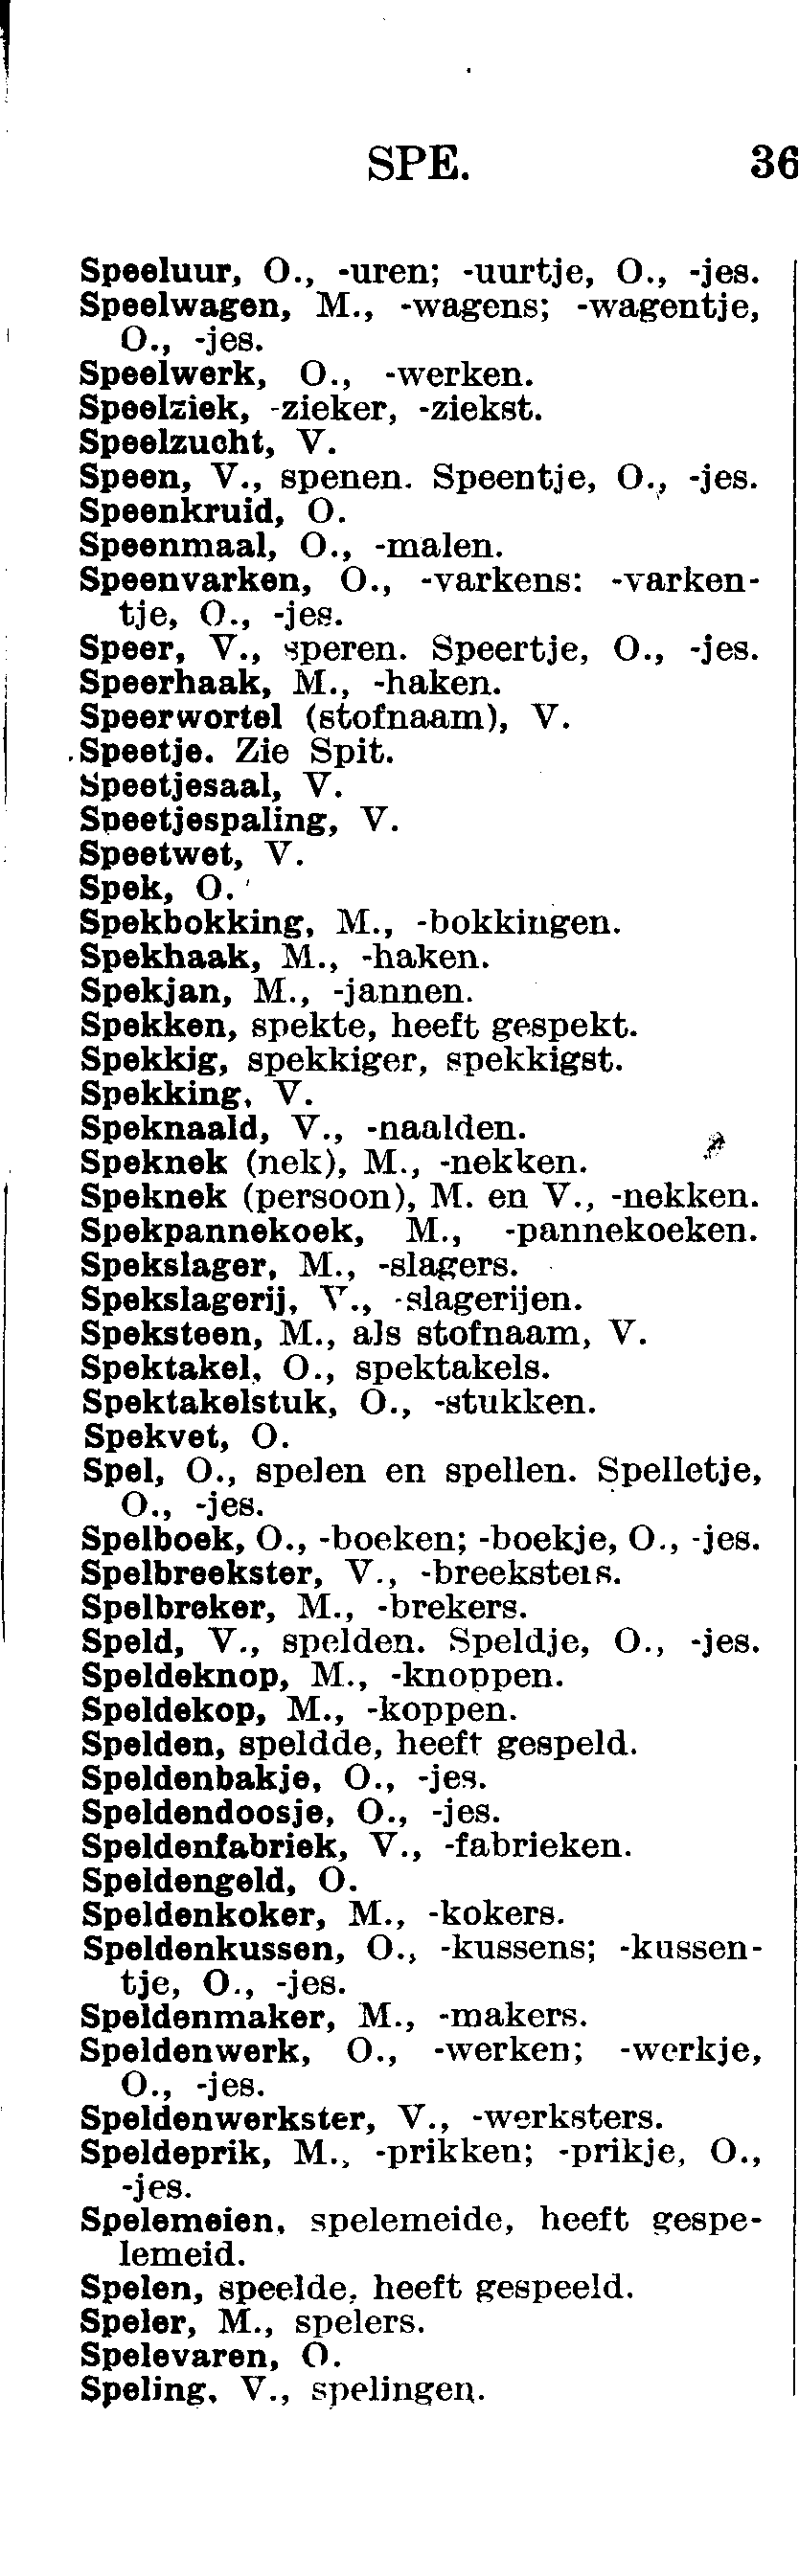 SPE. 36
Speeluur, O., -uren; -uurtje, O., -jes.
Speelwagen, M., -wagens; -wagentje,
O., -jes.
Speelwerk, O., -werken.
Speelziek, -zieker, -ziekst.
Speelzucht, V.
Speen, V., spenen. Speentje, O., -jes.
Speenkruid, O.
Speenmaal, O., -malen.
Speenvarken, O., -varkens: -varken-
tje, O., -jes.
Speer, V., speren. Speertje, O., -jes.
Speerhaak, M., -haken.
Speerwortel (stofnaam), V.
Speetje. Zie Spit.
Speetjesaal, V.
Speetjespaling, V.
Speetwet, V.
Spek, O.
Spekbokking, M., -bokkingen.
Spekhaak, M., -haken.
Spekjan, M., -jannen.
Spekken, spekte, heeft gespekt.
Spekkig, spekkiger, spekkigst.
Spekking, V.
Speknaald, V., -naalden.
Speknek (nek), M., -nekken.
Speknek (persoon), M. en V., -nekken.
Spekpannekoek, M., -pannekoeken.
Spekslager, M., -slagers.
Spekslagerij, V., -slagerijen.
Speksteen, M., als stofnaam, V.
Spektakel, O., spektakels.
Spektakelstuk, O., -stukken.
Spekvet, O.
Spel, O., spelen en spellen. Spelletje,
O., -jes.
Spelboek, O., -boeken; -boekje, O., -jes.
Spelbreekster, V., -breeksters.
Spelbreker, M., -brekers.
Speld, V., spelden. Speldje, O., -jes.
Speldeknop, M., -knoppen.
Speldekop, M., -koppen.
Spelden, speldde, heeft gespeld.
Speldenbakje, O., -jes.
Speldendoosje, O., -jes.
Speldenfabriek, V., -fabrieken.
Speldengeld, O.
Speldenkoker, M., -kokers.
Speldenkussen, O., -kussens; -kussen-
tje, O., -jes.
Speldenmaker, M., -makers.
Speldenwerk, O., -werken; -werkje,
O., -jes.
Speldenwerkster, V., -werksters.
Speldeprik, M., -prikken; -prikje, O.,
-jes.
Spelemeien, spelemeide, heeft gespe-
lemeid.
Spelen, speelde, heeft gespeeld.
Speler, M., spelers.
Spelevaren, O.
Speling, V., spelingen.